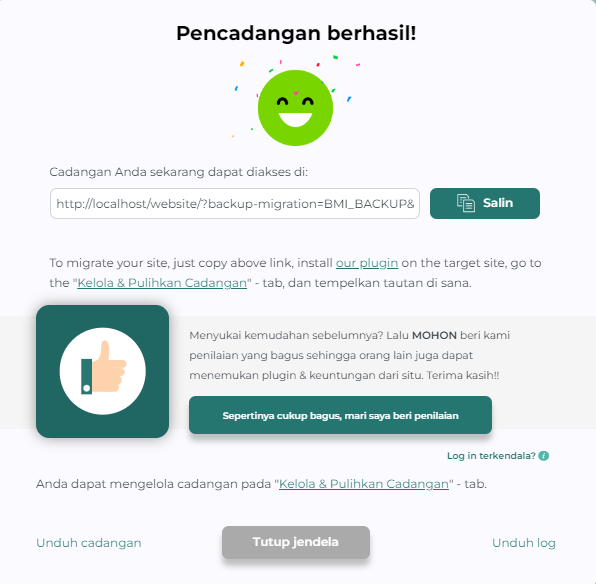 Pencadangan berhasil!
Cadangan Anda sekarang dapat diakses di:
http://localhost/website/?backup-migration=BMI_BACKUP&
Salin
To migrate your site, just copy above link, install our plugin on the target site, go to
the "Kelola & Pulihkan Cadangan" - tab, dan tempelkan tautan di sana.
Menyukai kemudahan sebelumnya? Lalu MOHON beri kami
penilaian yang bagus sehingga orang lain juga dapat
menemukan plugin & keuntungan dari situ. Terima kasih!!
Sepertinya cukup bagus, mari saya beri penilaian
Log in terkendala? i
Anda dapat mengelola cadangan pada "Kelola & Pulihkan Cadangan" - tab.
Unduh cadangan
Tutup jendela
Unduh log